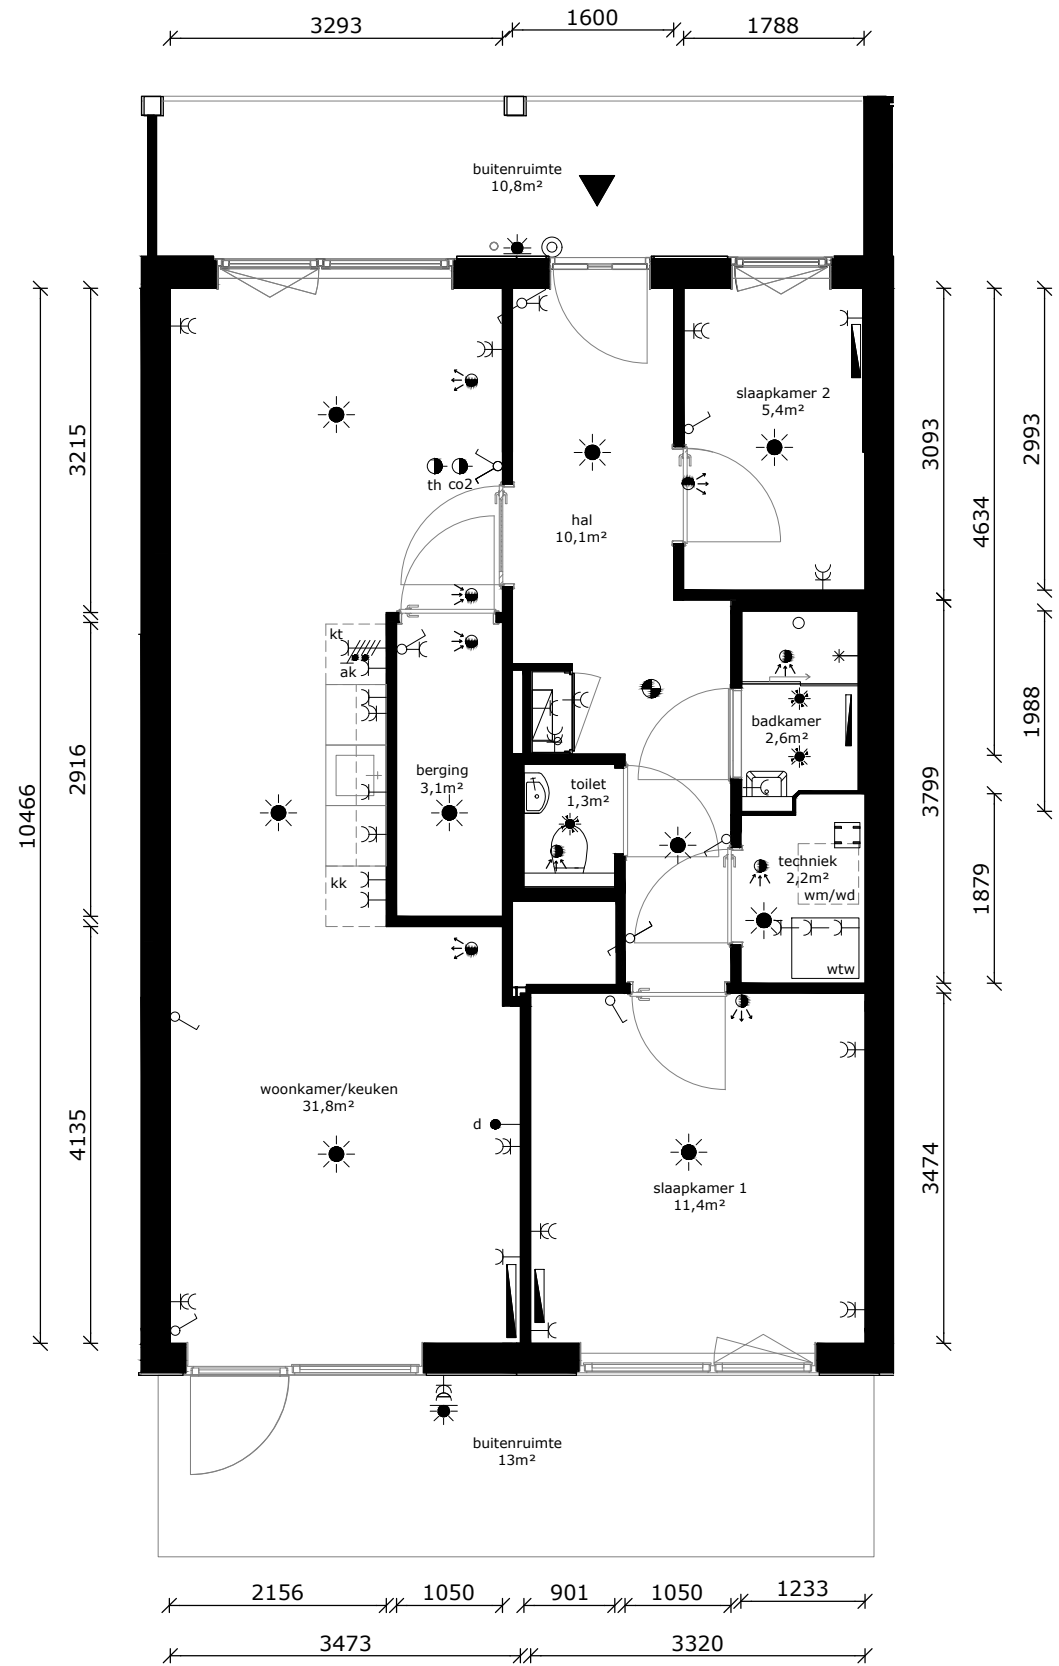 3293
1600
1788
buitenruimte
10,8m²
slaapkamer 2
5,4m²
th
co2
hal
10,1m²
3215
3093
2993
4634
kt
ak
badkamer
2,6m²
berging
3,1m²
toilet
1,3m²
2916
10466
3799
1988
techniek
2,2m²
wm/wd
kk
1879
wtw
woonkamer/keuken
31,8m²
d
4135
slaapkamer 1
11,4m²
3474
buitenruimte
13m²
2156
1050
901
1050
1233
3473
3320